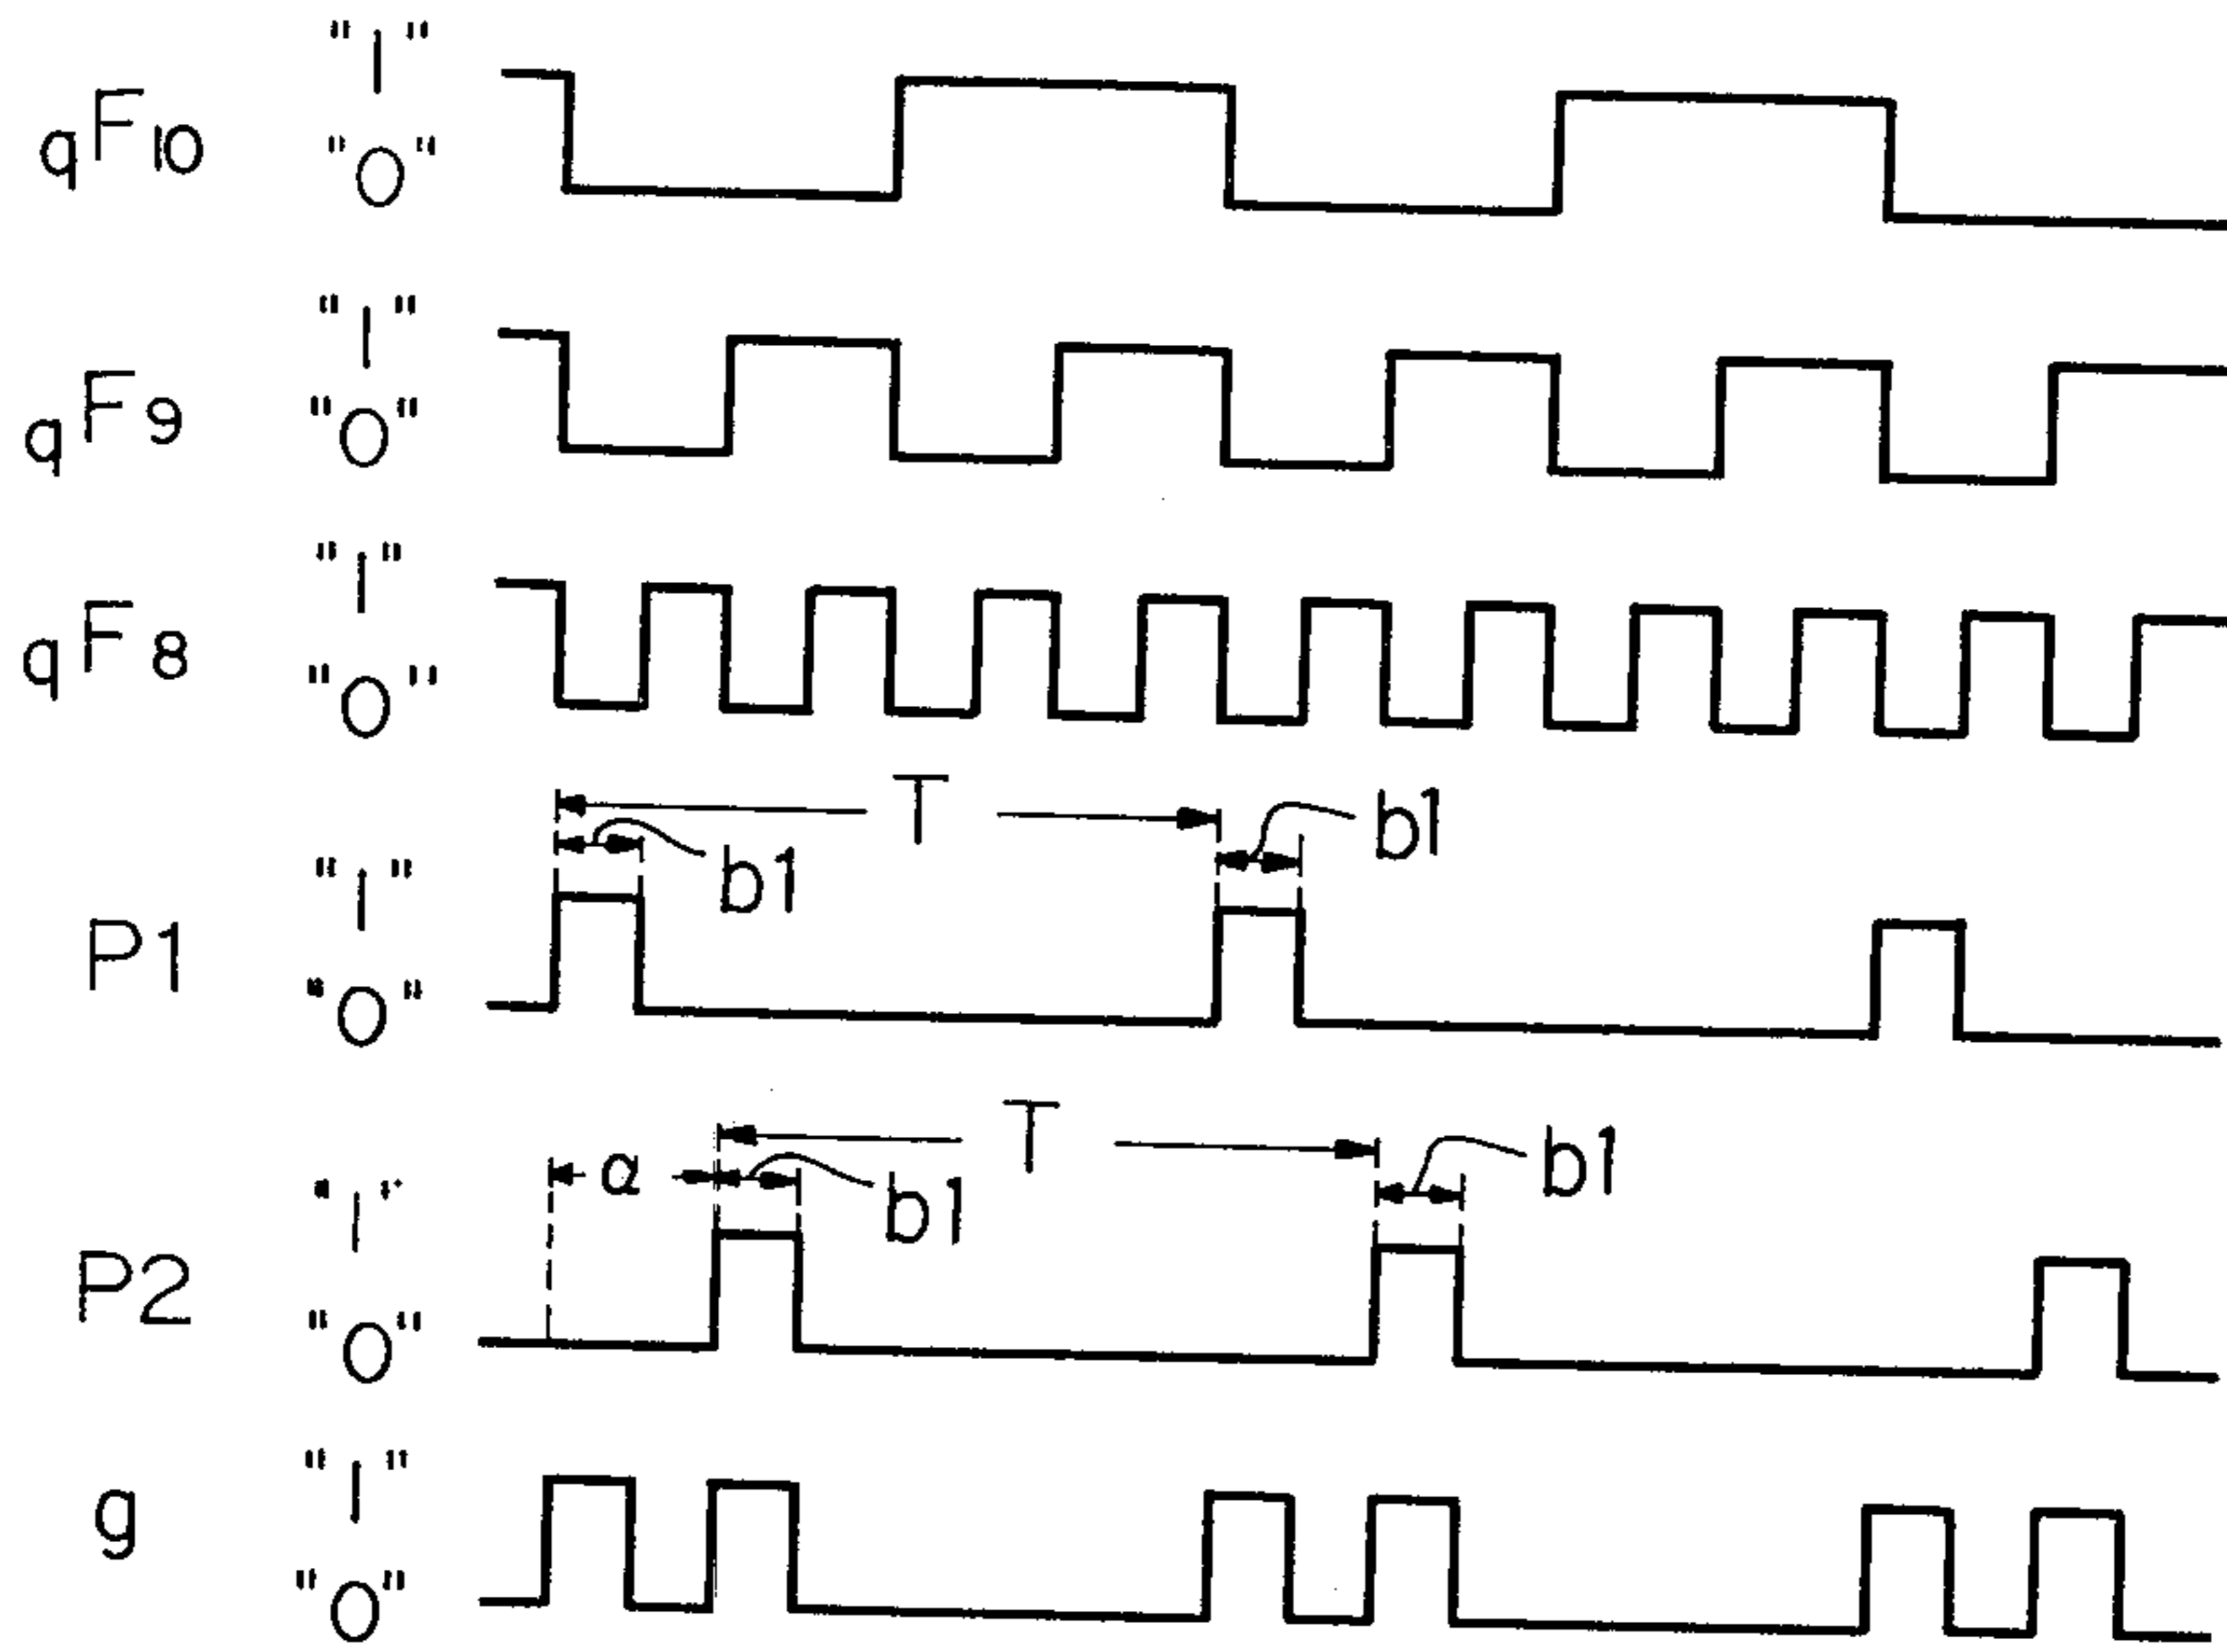 qF10 "1"
"0"
qF9 "1"
"0"
qF8 "1"
"0"
T
b1 b1
P1 "1"
"0"
T
α b1 b1
P2 "1"
"0"
g "1"
"0"